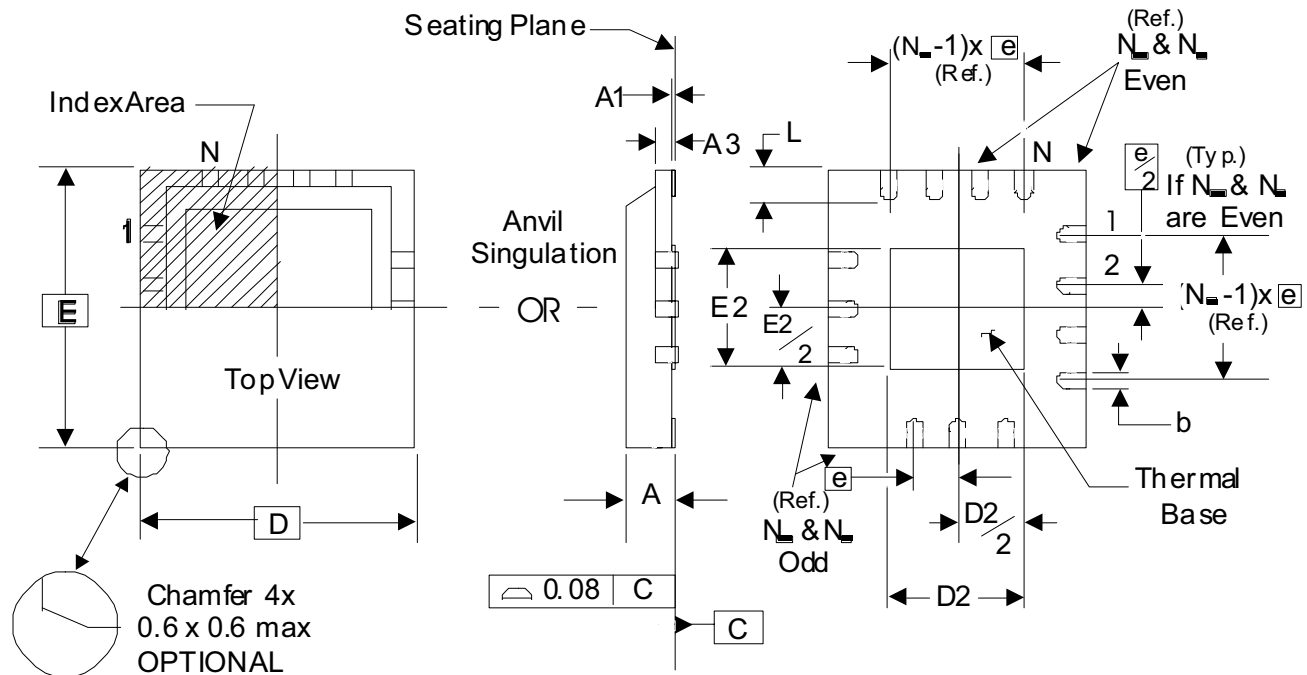 Seating Plane
Index Area
N
1
E
Top View
D
Chamfer 4x
0.6 x 0.6 max
OPTIONAL
Anvil
Singulation
OR
A1
A3
L
A
0.08 C
C
E2
E2/2
(N -1)x e
(Ref.)
(Ref.)
N & N
Even
N
e/2
(Typ.)
If N & N
are Even
1
2
(N -1)x e
(Ref.)
b
Thermal
Base
e
D2/2
D2
(Ref.)
N & N
Odd